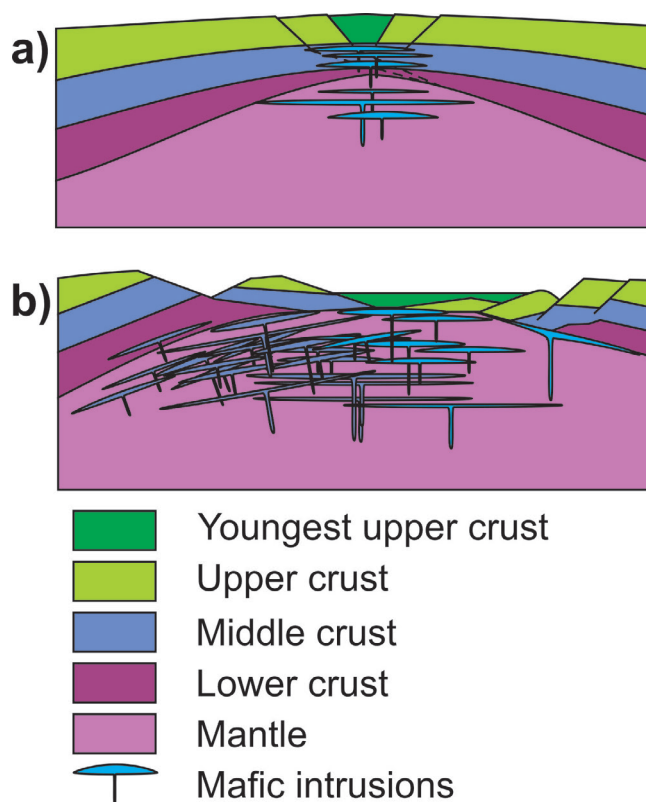 a)
b)
Youngest upper crust
Upper crust
Middle crust
Lower crust
Mantle
Mafic intrusions